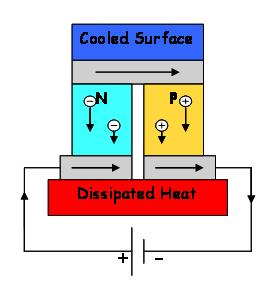 Cooled Surface
N P
− +
− +
Dissipated Heat
+ −